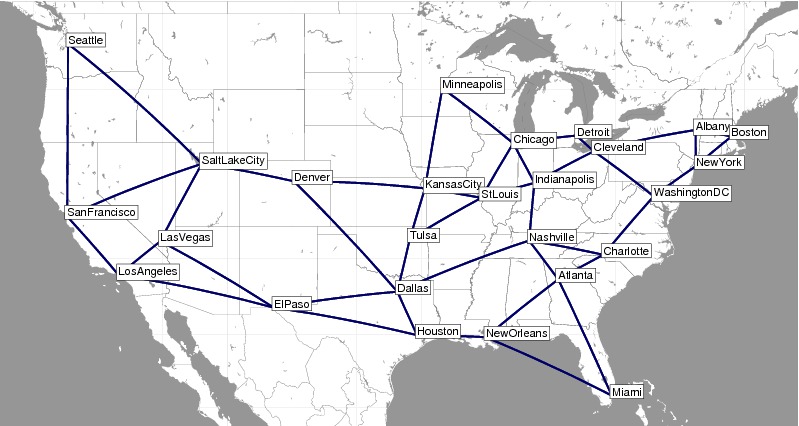 Seattle
Minneapolis
Albany
Boston
Detroit
Chicago
Cleveland
SaltLakeCity
NewYork
Denver
Indianapolis
KansasCity
StLouis
WashingtonDC
SanFrancisco
Tulsa
LasVegas
Nashville
Charlotte
LosAngeles
Atlanta
Dallas
ElPaso
Houston
NewOrleans
Miami